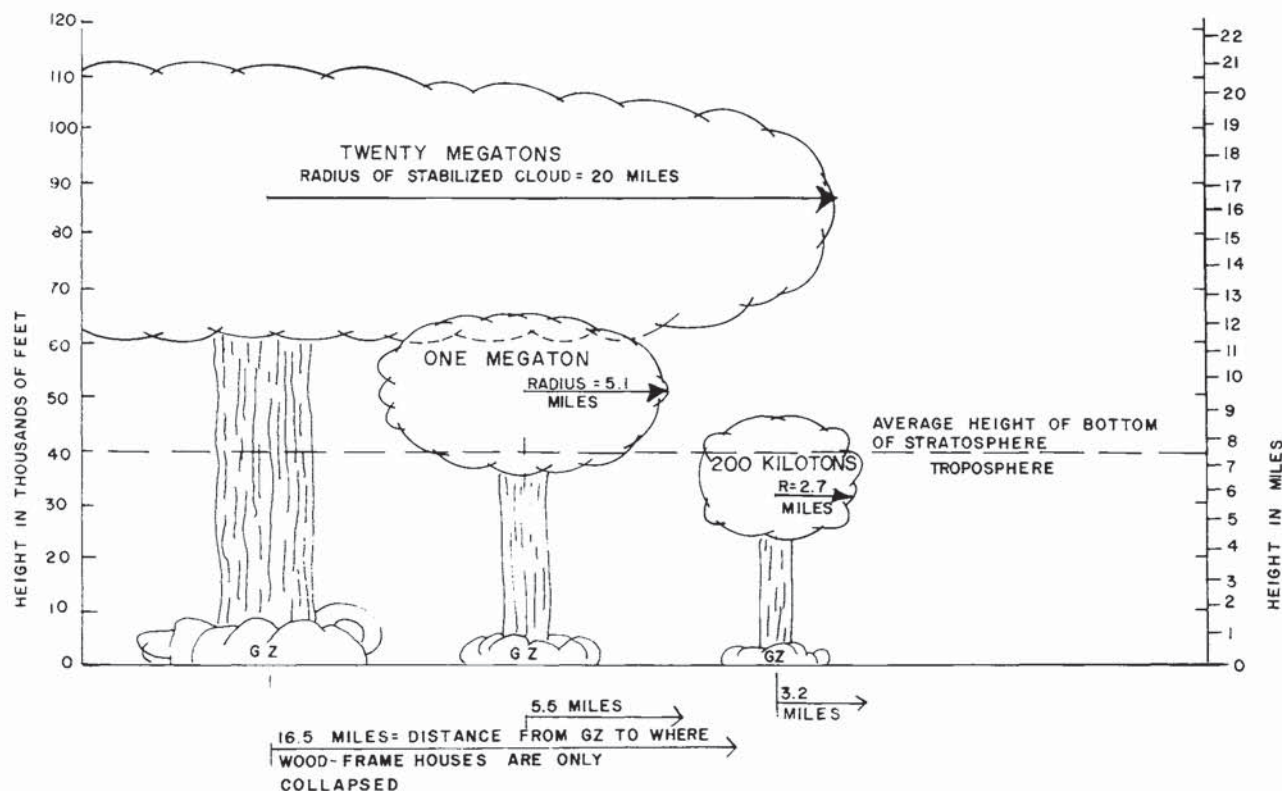 120
110
100
90
80
70
60
50
40
30
20
10
0
HEIGHT IN THOUSANDS OF FEET
TWENTY MEGATONS
RADIUS OF STABILIZED CLOUD = 20 MILES
ONE MEGATON
RADIUS = 5.1
MILES
200 KILOTONS
R=2.7
MILES
AVERAGE HEIGHT OF BOTTOM
OF STRATOSPHERE
TROPOSPHERE
22
21
20
19
18
17
16
15
14
13
12
11
10
9
8
7
6
5
4
3
2
1
0
HEIGHT IN MILES
GZ
GZ
GZ
3.2
MILES
5.5 MILES
16.5 MILES= DISTANCE FROM GZ TO WHERE
WOOD-FRAME HOUSES ARE ONLY
COLLAPSED